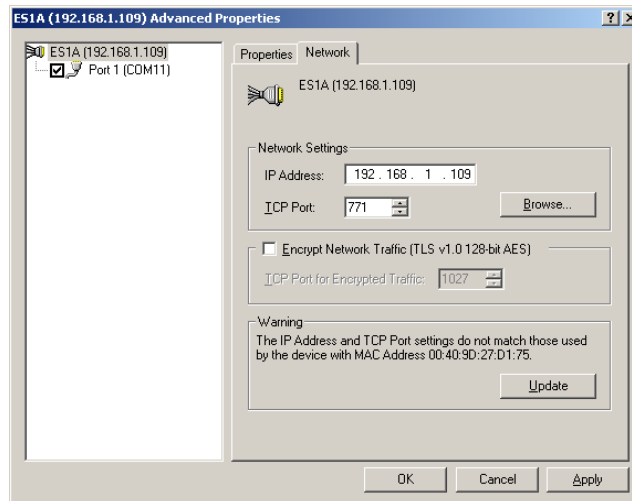 ES1A (192.168.1.109) Advanced Properties
ES1A (192.168.1.109)
Port 1 (COM11)
Properties
Network
ES1A (192.168.1.109)
Network Settings
IP Address: 192 . 168 . 1 . 109
TCP Port: 771
Browse...
Encrypt Network Traffic (TLS v1.0 128-bit AES)
TCP Port for Encrypted Traffic: 1027
Warning
The IP Address and TCP Port settings do not match those used
by the device with MAC Address 00:40:9D:27:D1:75.
Update
OK
Cancel
Apply